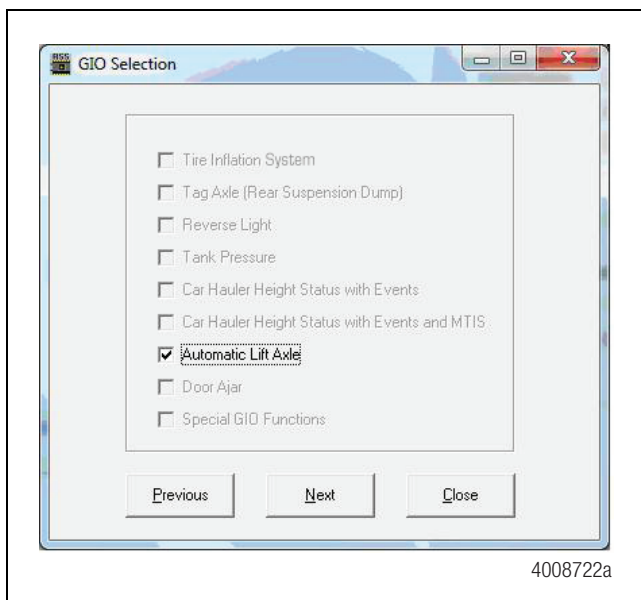 RSS
GIO Selection
Tire Inflation System
Tag Axle (Rear Suspension Dump)
Reverse Light
Tank Pressure
Car Hauler Height Status with Events
Car Hauler Height Status with Events and MTIS
Automatic Lift Axle
Door Ajar
Special GIO Functions
Previous Next Close
4008722a